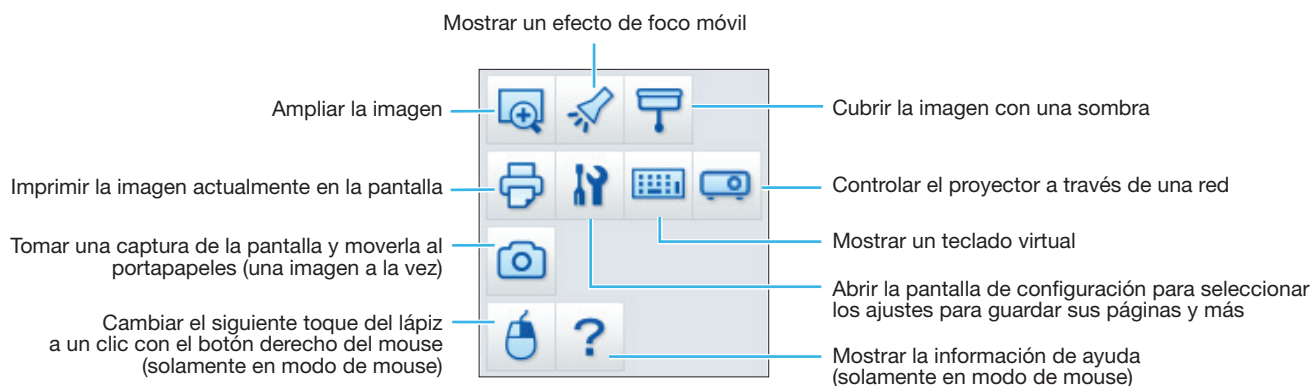 Mostrar un efecto de foco móvil
Ampliar la imagen
Cubrir la imagen con una sombra
Imprimir la imagen actualmente en la pantalla
Controlar el proyector a través de una red
Tomar una captura de la pantalla y moverla al
portapapeles (una imagen a la vez)
Mostrar un teclado virtual
Abrir la pantalla de configuración para seleccionar
los ajustes para guardar sus páginas y más
Cambiar el siguiente toque del lápiz
a un clic con el botón derecho del mouse
(solamente en modo de mouse)
?
Mostrar la información de ayuda
(solamente en modo de mouse)